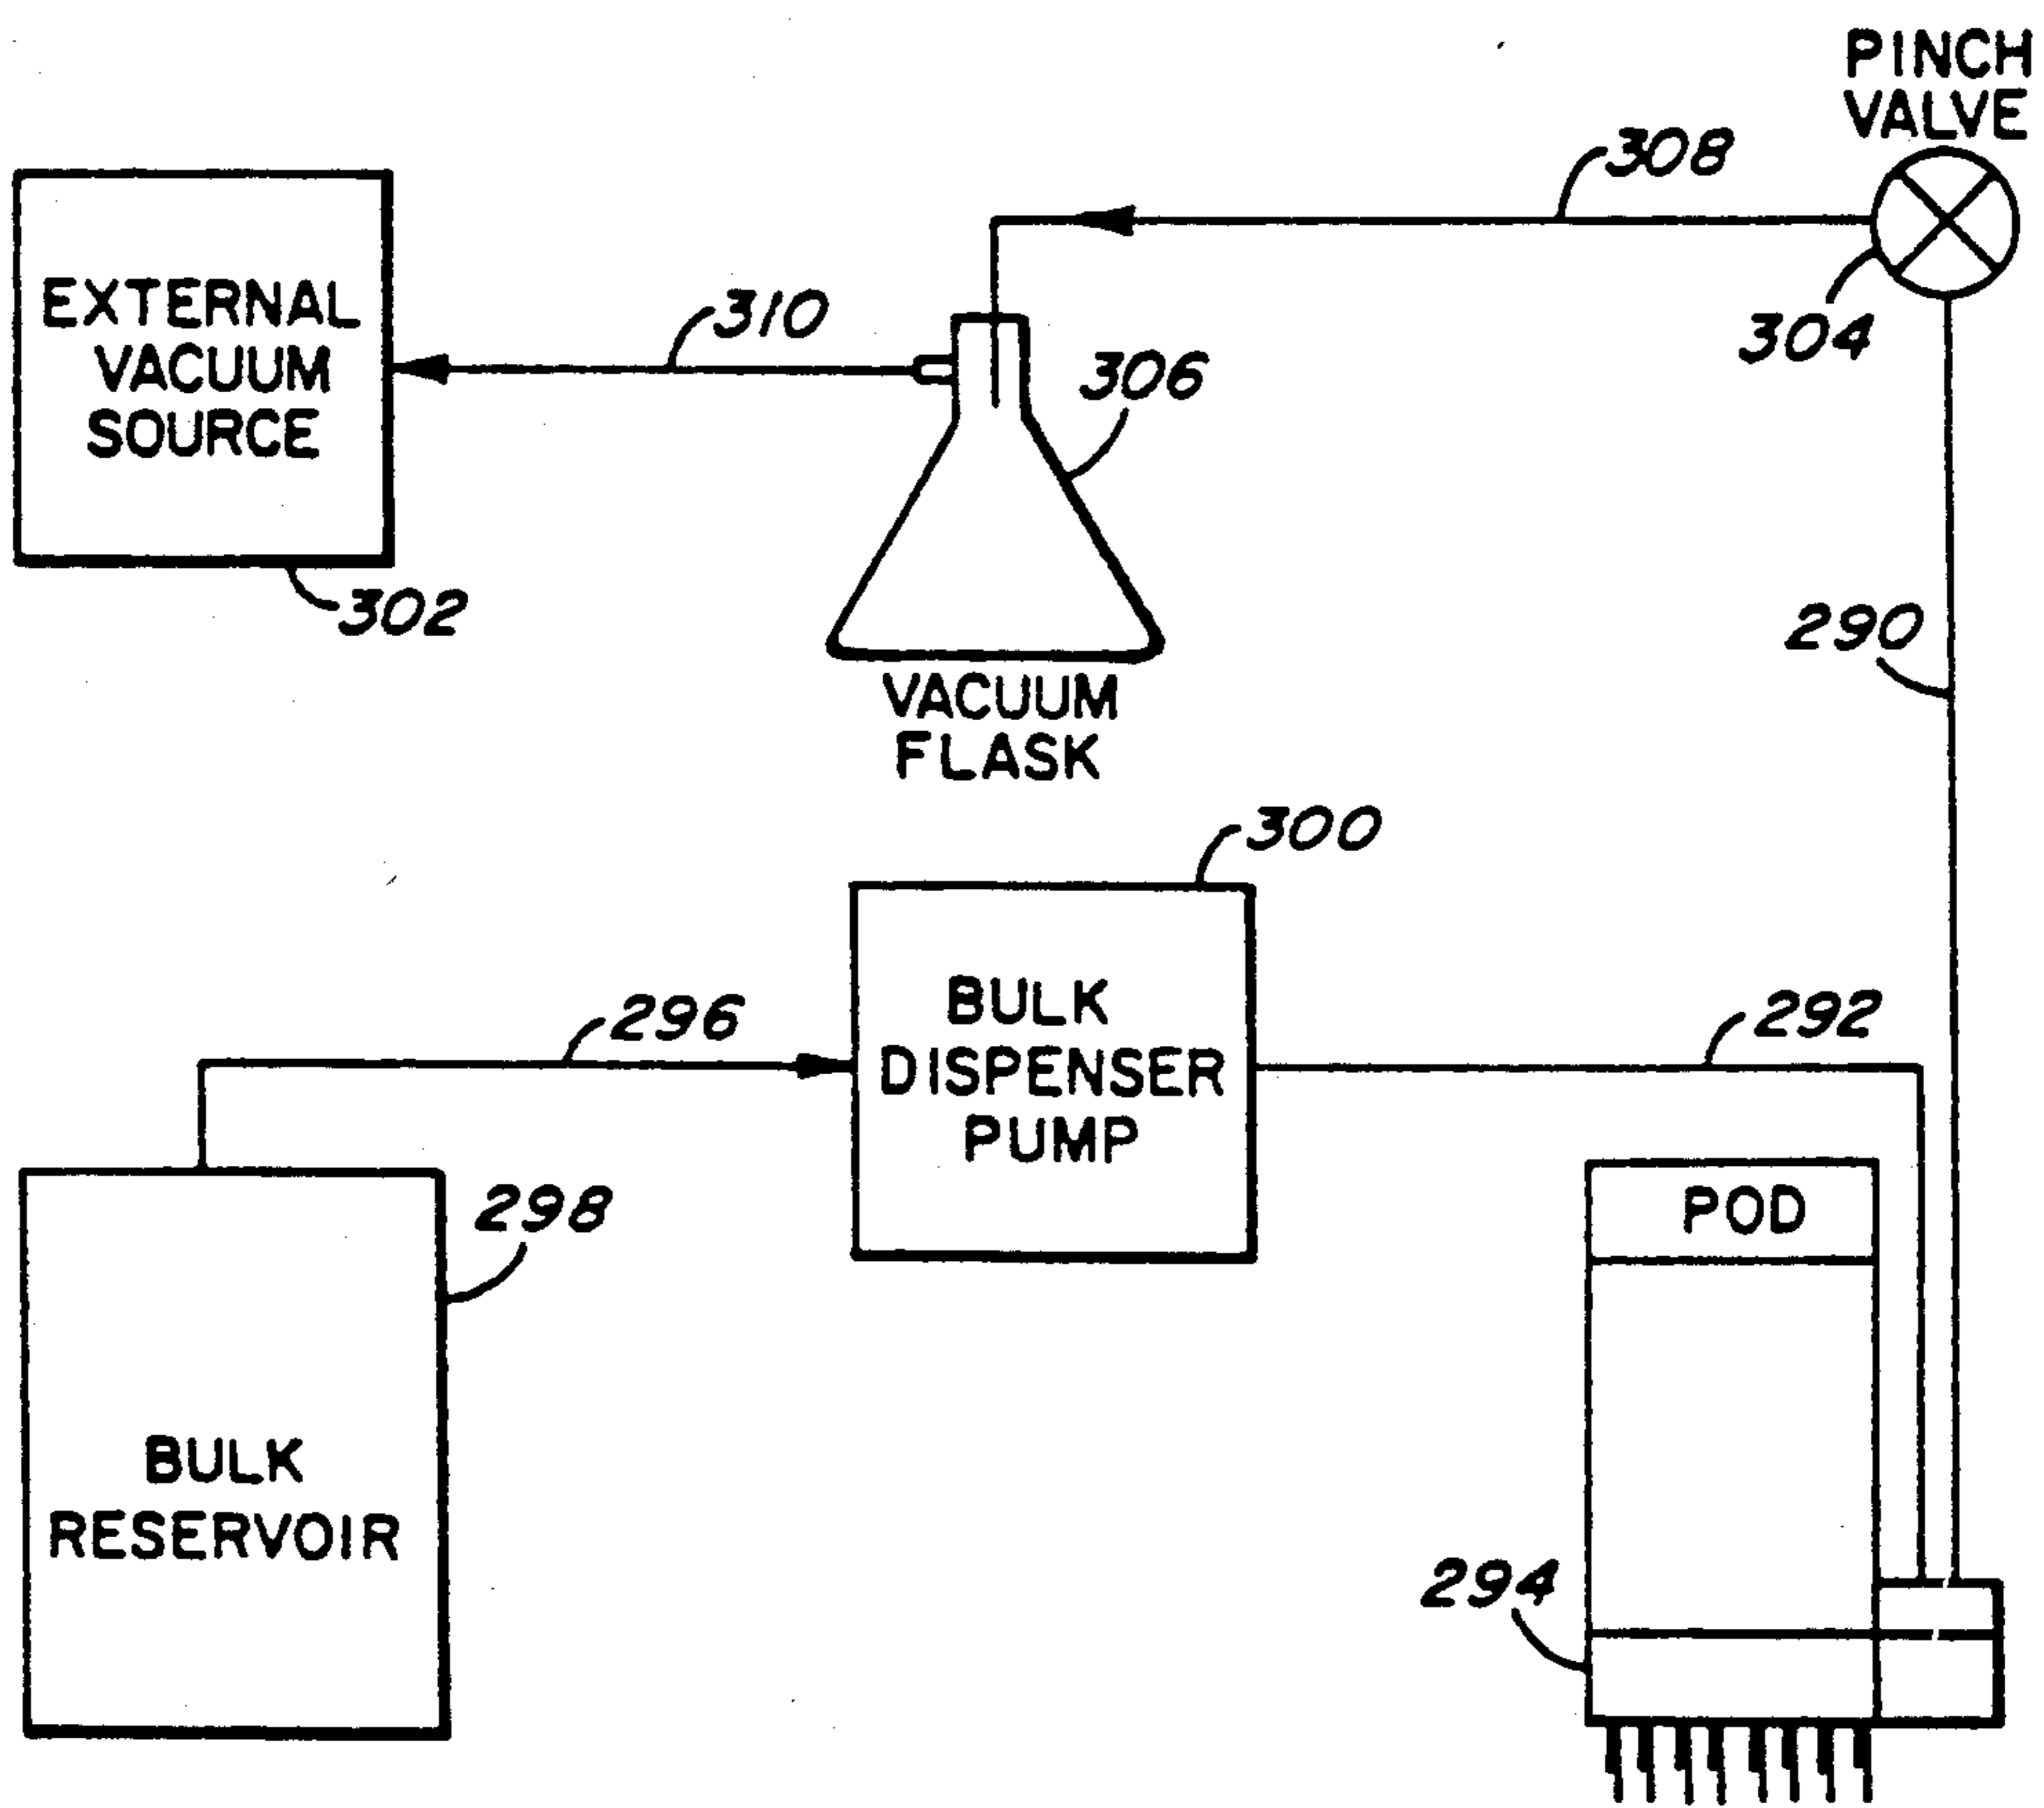 PINCH
VALVE
308
304
EXTERNAL
VACUUM
SOURCE
302
310
306
VACUUM
FLASK
290
300
BULK
DISPENSER
PUMP
296
292
298
BULK
RESERVOIR
POD
294